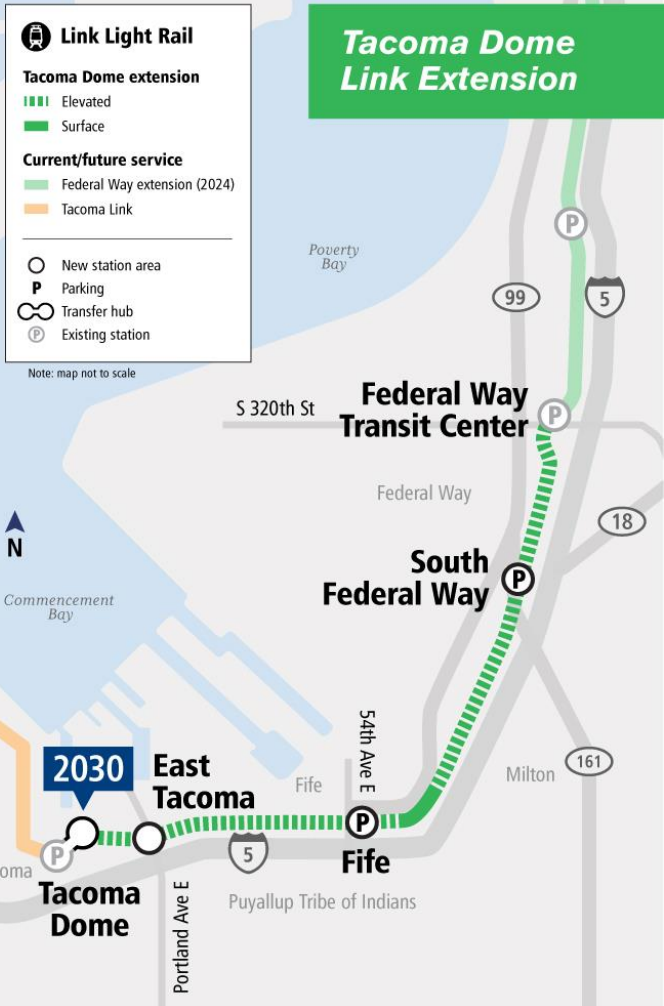 Link Light Rail
Tacoma Dome extension
Elevated
Surface
Current/future service
Federal Way extension (2024)
Tacoma Link
New station area
P Parking
Transfer hub
P Existing station
Note: map not to scale
Tacoma Dome
Link Extension
Poverty
Bay
P
99
5
S 320th St
Federal Way
Transit Center
P
Federal Way
18
N
South
Federal Way
P
Commencement
Bay
54th Ave E
2030
East
Tacoma
Fife
Milton
161
P
Fife
5
P
oma
Tacoma
Dome
Portland Ave E
Puyallup Tribe of Indians